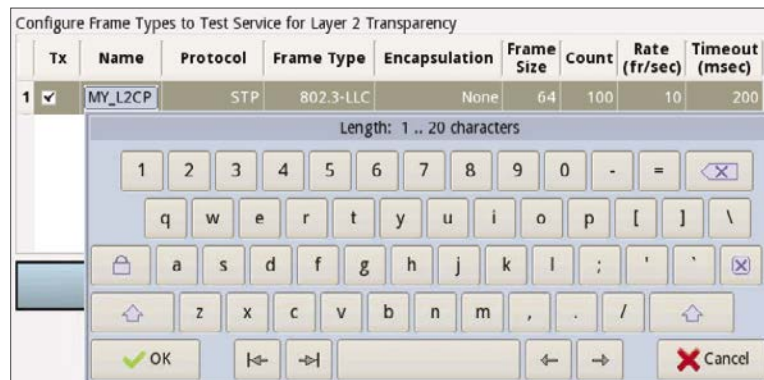 Configure Frame Types to Test Service for Layer 2 Transparency
Tx Name Protocol Frame Type Encapsulation Frame Size Count Rate (fr/sec) Timeout (msec)
1 MY_L2CP STP 802.3-LLC None 64 100 10 200
Length: 1 .. 20 characters
1 2 3 4 5 6 7 8 9 0 - =
q w e r t y u i o p [ ] \
a s d f g h j k l ; ' `
z x c v b n m , . /
OK Cancel